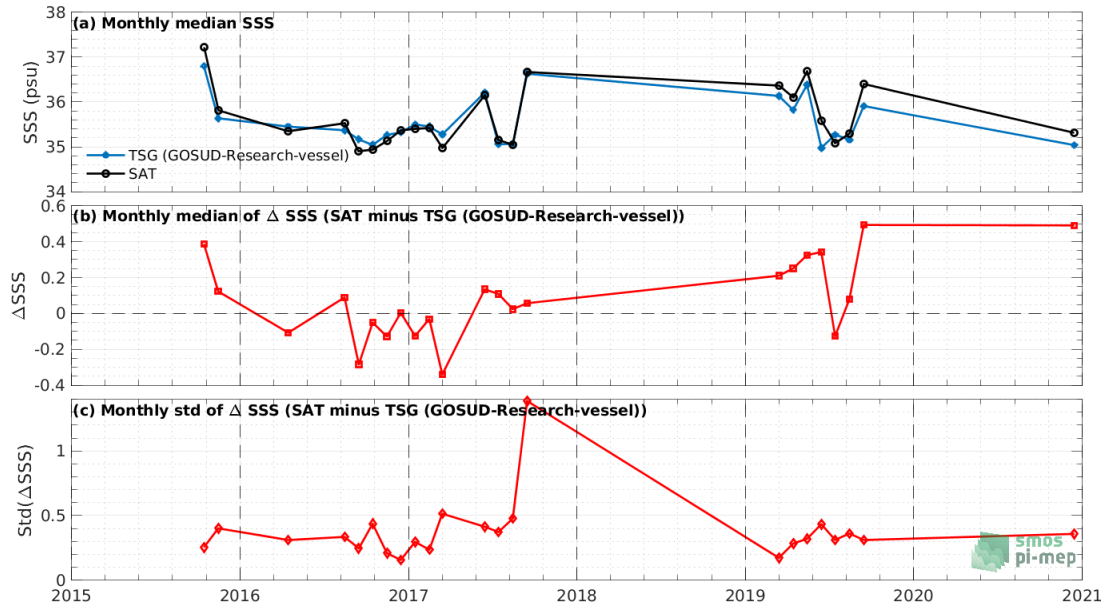 (a) Monthly median SSS
38
37
36
35
34
SSS (psu)
TSG (GOSUD-Research-vessel)
SAT
(b) Monthly median of Δ SSS (SAT minus TSG (GOSUD-Research-vessel))
0.6
0.4
0.2
0
-0.2
-0.4
ΔSSS
(c) Monthly std of Δ SSS (SAT minus TSG (GOSUD-Research-vessel))
1
0.5
0
Std(ΔSSS)
smos
pi-mep
2015 2016 2017 2018 2019 2020 2021